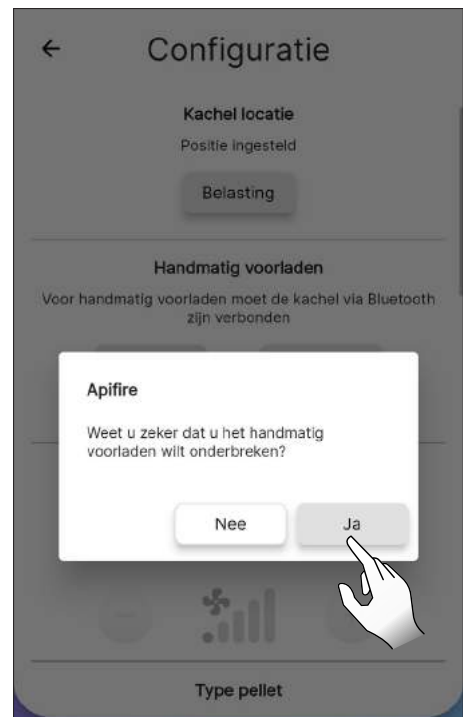 Configuratie
Kachel locatie
Positie ingesteld
Belasting
Handmatig voorladen
Voor handmatig voorladen moet de kachel via Bluetooth
zijn verbonden
Apifire
Weet u zeker dat u het handmatig
voorladen wilt onderbreken?
Nee
Ja
Type pellet